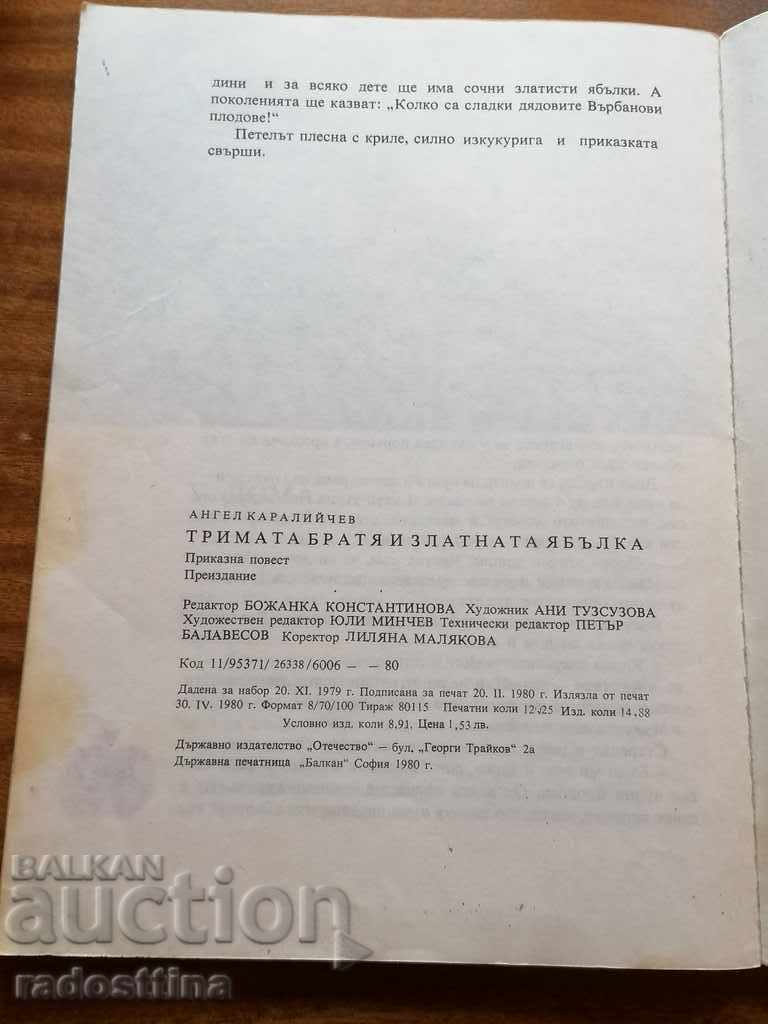 дини и за всяко дете ще има сочни златисти ябълки. А
поколенията ще казват: „Колко са сладки дядовите Върбанови
плодове!“
Петелът плесна с криле, силно изкукурига и приказката
свърши.
АНГЕЛ КАРАЛИЙЧЕВ
ТРИМАТА БРАТЯ И ЗЛАТНАТА ЯБЪЛКА
Приказна повест
Преиздание
Редактор БОЖАНКА КОНСТАНТИНОВА Художник АНИ ТУЗСУЗОВА
Художествен редактор ЮЛИ МИНЧЕВ Технически редактор ПЕТЪР
БАЛАВЕСОВ Коректор ЛИЛЯНА МАЛЯКОВА
Код 11/95371/ 26338/6006 – – 80
Дадена за набор 20. XI. 1979 г. Подписана за печат 20. II. 1980 г. Излязла от печат
30. IV. 1980 г. Формат 8/70/100 Тираж 80115 Печатни коли 12,25 Изд. коли 14,88
Условно изд. коли 8,91. Цена 1,53 лв.
Държавно издателство „Отечество“ – бул. „Георги Трайков“ 2а
Държавна печатница „Балкан“ София 1980 г.
BALKAN
auction
radosttina